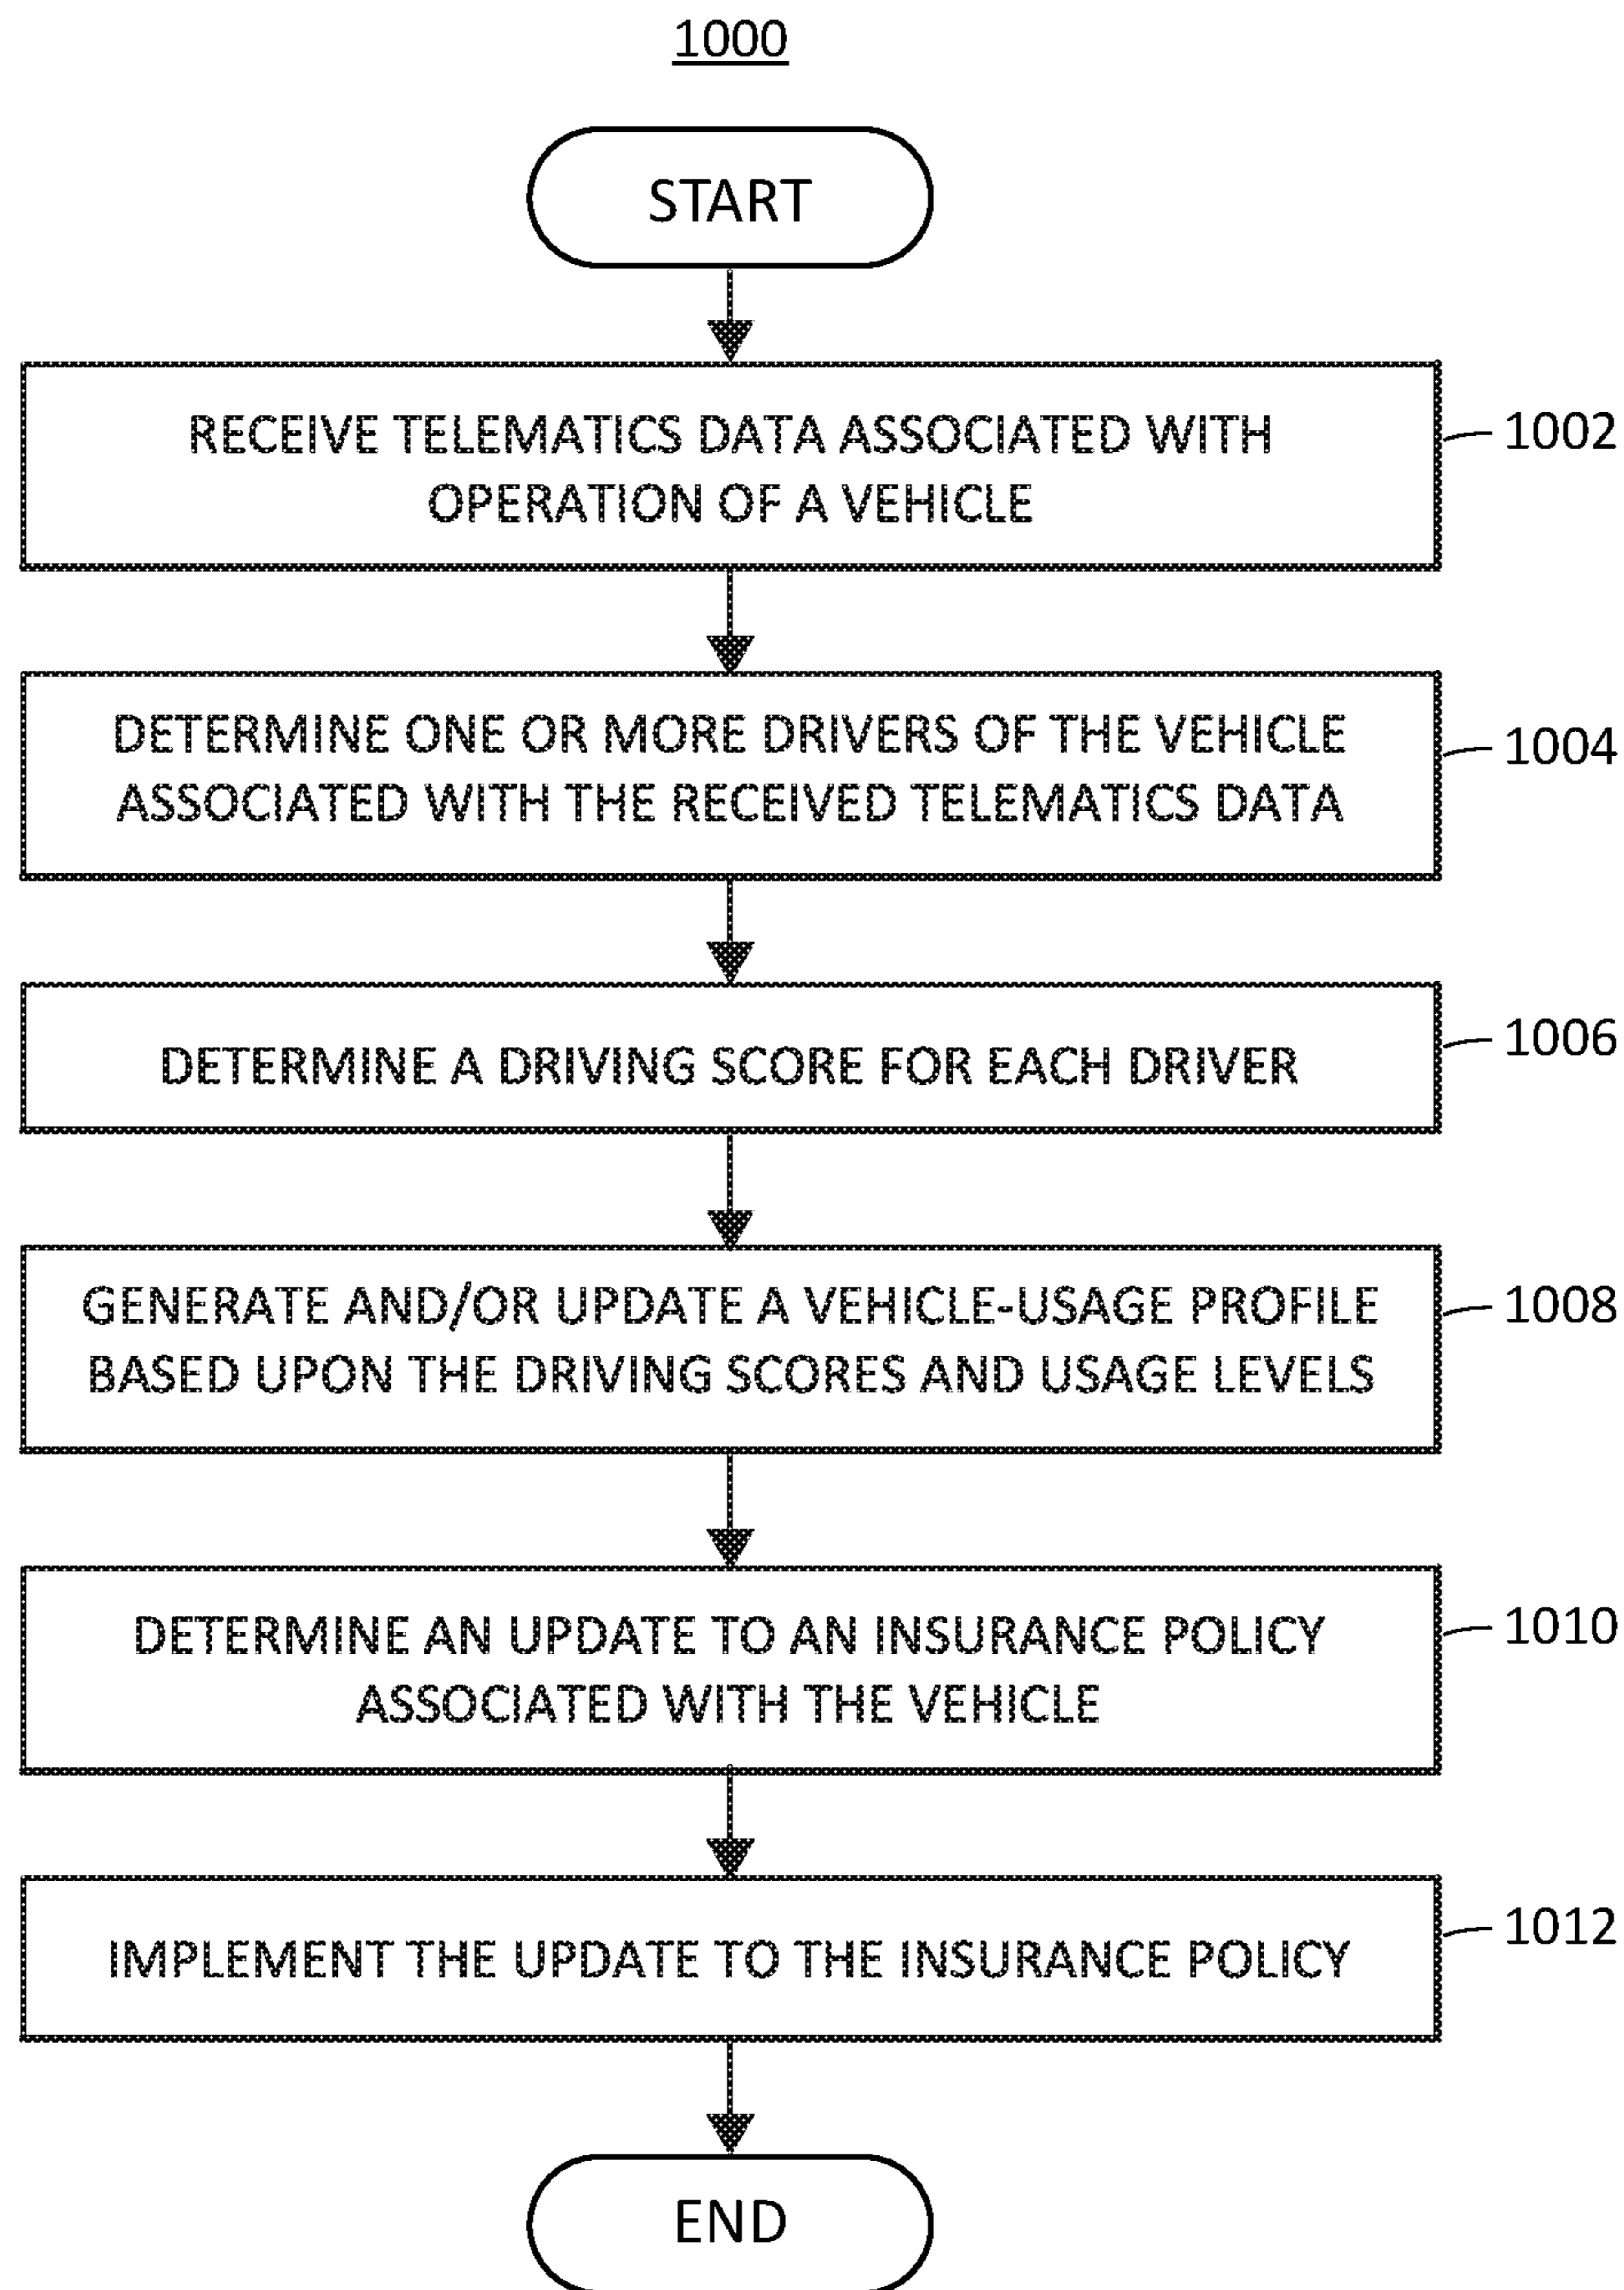 1000
START
RECEIVE TELEMATICS DATA ASSOCIATED WITH
OPERATION OF A VEHICLE
1002
DETERMINE ONE OR MORE DRIVERS OF THE VEHICLE
ASSOCIATED WITH THE RECEIVED TELEMATICS DATA
1004
DETERMINE A DRIVING SCORE FOR EACH DRIVER
1006
GENERATE AND/OR UPDATE A VEHICLE-USAGE PROFILE
BASED UPON THE DRIVING SCORES AND USAGE LEVELS
1008
DETERMINE AN UPDATE TO AN INSURANCE POLICY
ASSOCIATED WITH THE VEHICLE
1010
IMPLEMENT THE UPDATE TO THE INSURANCE POLICY
1012
END